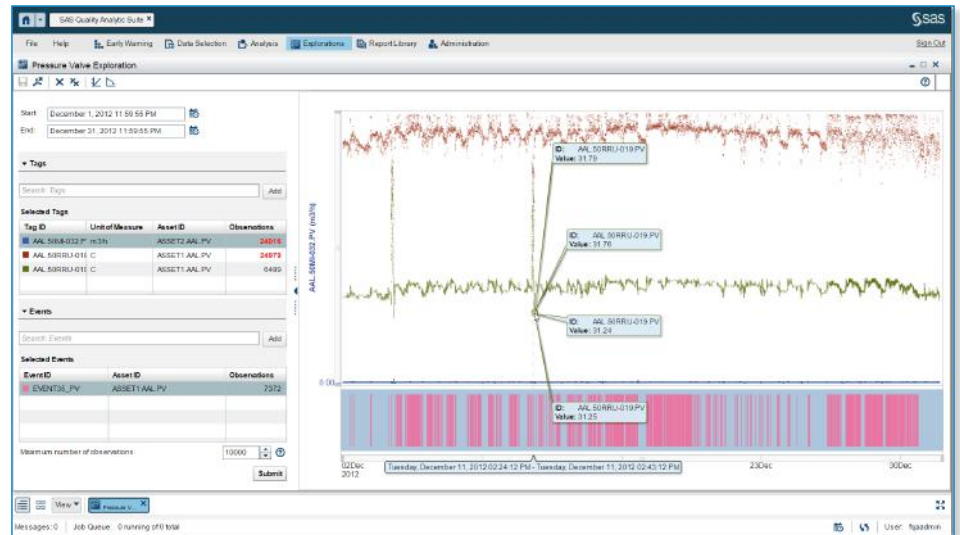 SAS Quality Analytic Suite
sas
File Help Early Warning Data Selection Analysis Explorations Report Library Administration Sign Out
Pressure Valve Exploration
Start: December 1, 2012 11:59:55 PM
End: December 31, 2012 11:59:55 PM
Tags
Search Tags Add
Selected Tags
Tag ID Unit of Measure Asset ID Observations
m3/h ASSET2.AAL.PV 24016
C ASSET1.AAL.PV
C ASSET1.AAL.PV 6489
Events
Search Events Add
Selected Events
Event ID Asset ID Observations
EVENT36_PV ASSET1.AAL.PV 7372
Maximum number of observations 10000
Submit
AAL.50MI-032.PV (m3/h)
ID: AAL.50RRU-019.PV
Value: 31.79
ID: AAL.50RRU-019.PV
Value: 31.76
ID: AAL.50RRU-019.PV
Value: 31.24
ID: AAL.50RRU-019.PV
Value: 31.25
02Dec
2012
Tuesday, December 11, 2012 02:24:12 PM - Tuesday, December 11, 2012 02:43:12 PM
23Dec 30Dec
View Pressure V...
Messages: 0 Job Queue: 0 running of 0 total User: